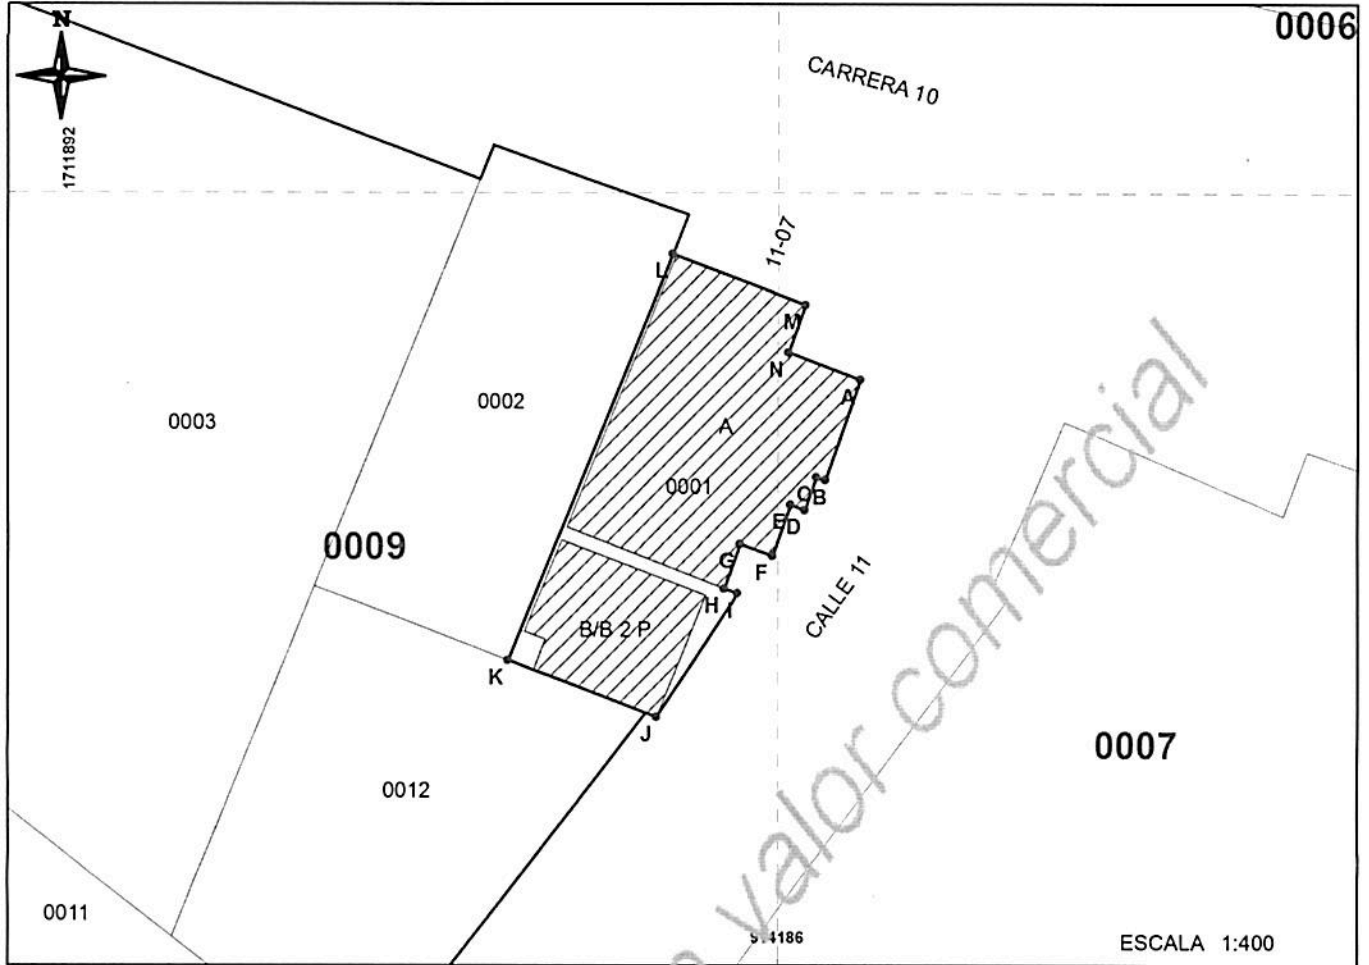 0006
N
CARRERA 10
1711892
11-07
L
M
N
A
0002
0003
A
0001
C B
E D
0009
G
F
CALLE 11
H I
B/B 2 P
K
J
0007
0012
valor comercial
0011
ESCALA 1:400